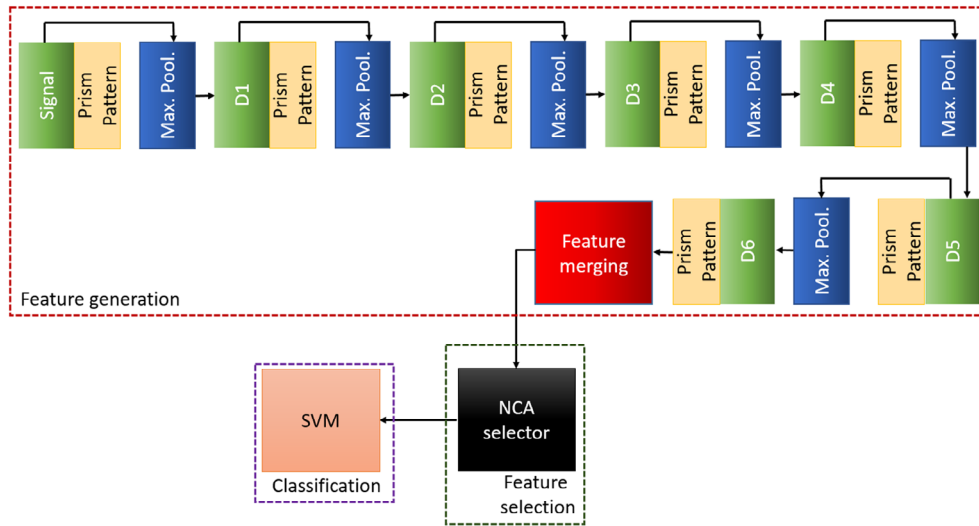 Signal
Prism
Pattern
Max. Pool.
D1
Prism
Pattern
Max. Pool.
D2
Prism
Pattern
Max. Pool.
D3
Prism
Pattern
Max. Pool.
D4
Prism
Pattern
Max. Pool.
Feature
merging
Prism
Pattern
D6
Max. Pool.
Prism
Pattern
D5
Feature generation
SVM
Classification
NCA
selector
Feature
selection